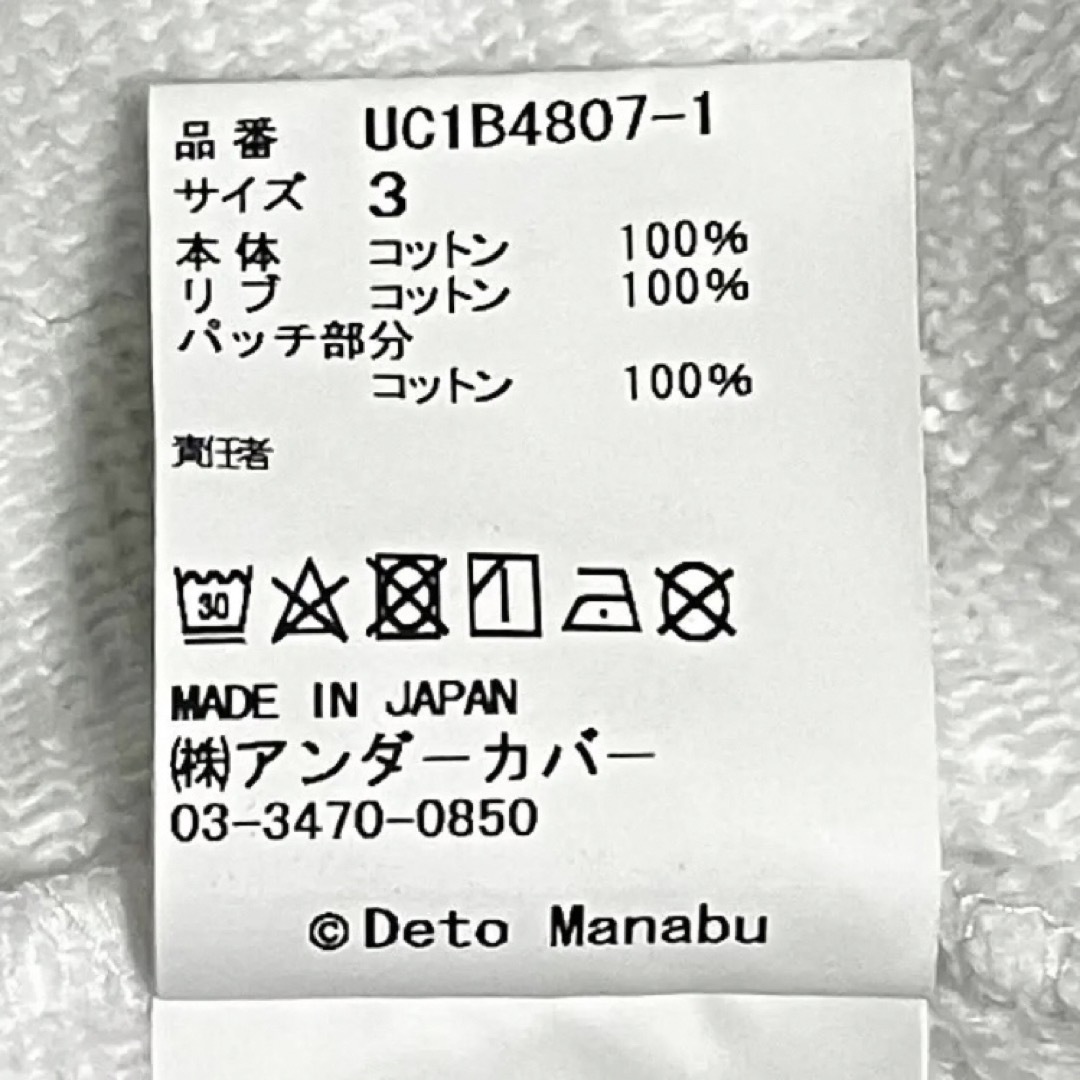 品番 UC1B4807-1
サイズ 3
本体 コットン 100%
リブ コットン 100%
パッチ部分
コットン 100%
責任者
30
MADE IN JAPAN
㈱アンダーカバー
03-3470-0850
©Deto Manabu